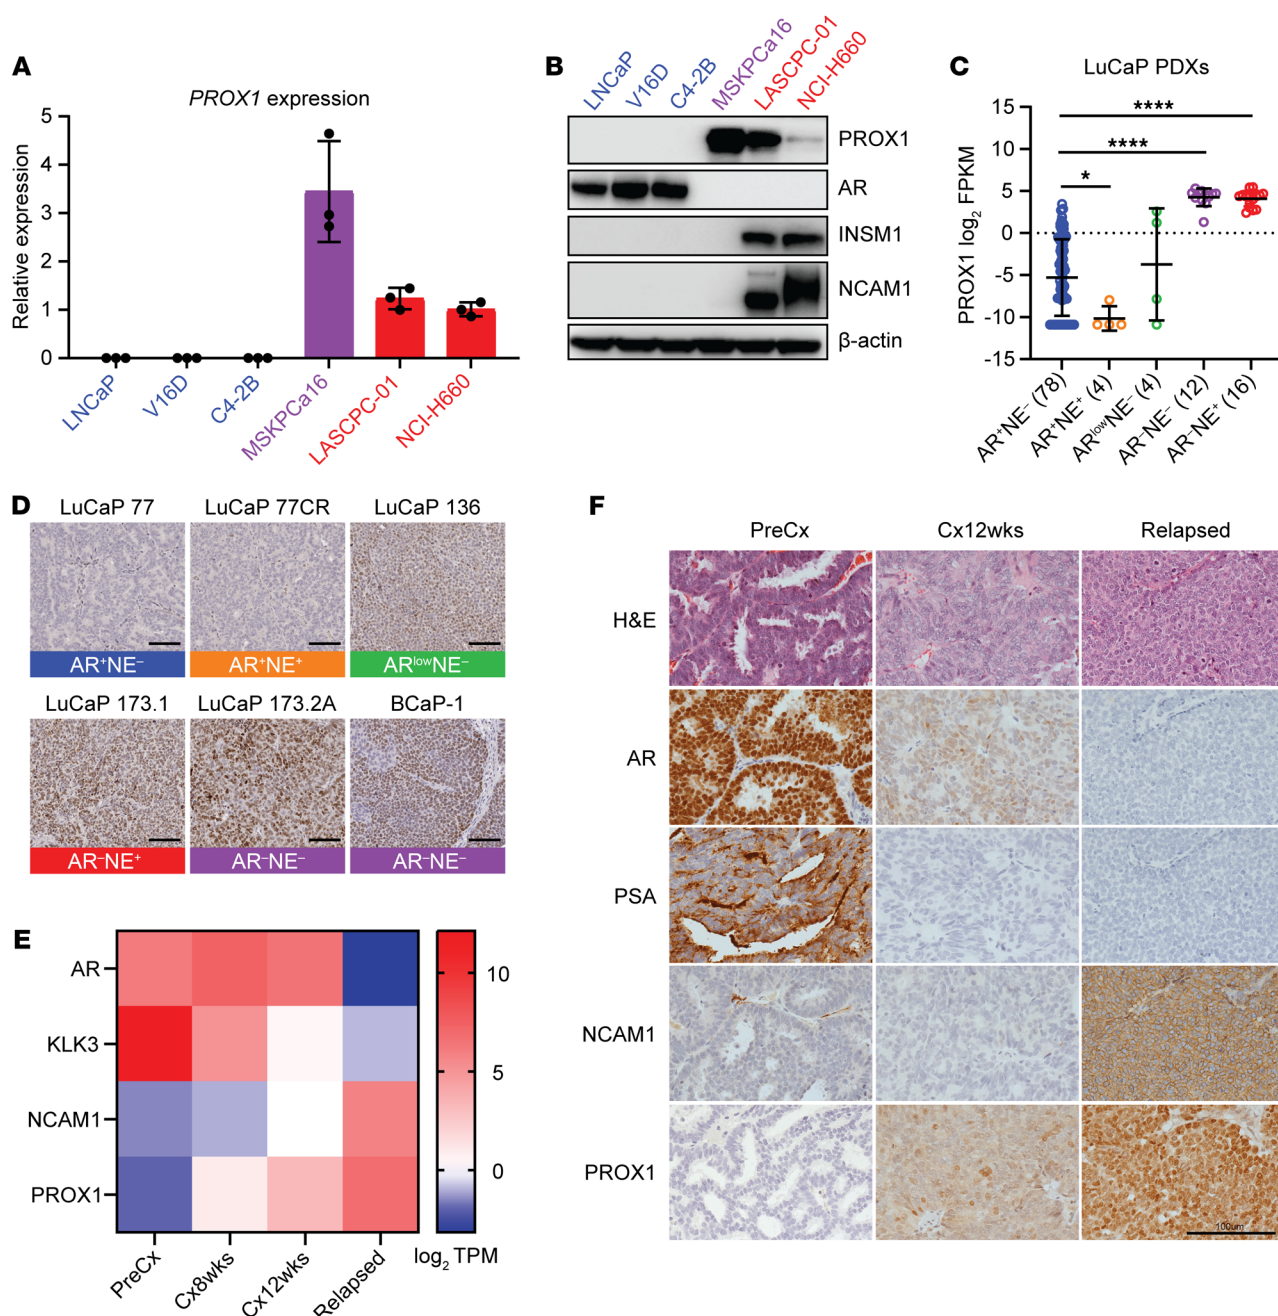 A
PROX1 expression
Relative expression
5
4
3
2
1
0
LNCaP
V16D
C4-2B
MSKPCa16
LASCPC-01
NCI-H660
B
LNCaP
V16D
C4-2B
MSKPCa16
LASCPC-01
NCI-H660
PROX1
AR
INSM1
NCAM1
β-actin
C
LuCaP PDXs
PROX1 log2 FPKM
15
10
5
0
-5
-10
-15
****
****
*
AR+NE− (78)
AR+NE+ (4)
ARlowNE− (4)
AR−NE− (12)
AR−NE+ (16)
D
LuCaP 77
LuCaP 77CR
LuCaP 136
AR+NE−
AR+NE+
ARlowNE−
LuCaP 173.1
LuCaP 173.2A
BCaP-1
AR−NE+
AR−NE−
AR−NE−
E
AR
KLK3
NCAM1
PROX1
PreCx
Cx8wks
Cx12wks
Relapsed
10
5
0
log2 TPM
F
PreCx
Cx12wks
Relapsed
H&E
AR
PSA
NCAM1
PROX1
100um